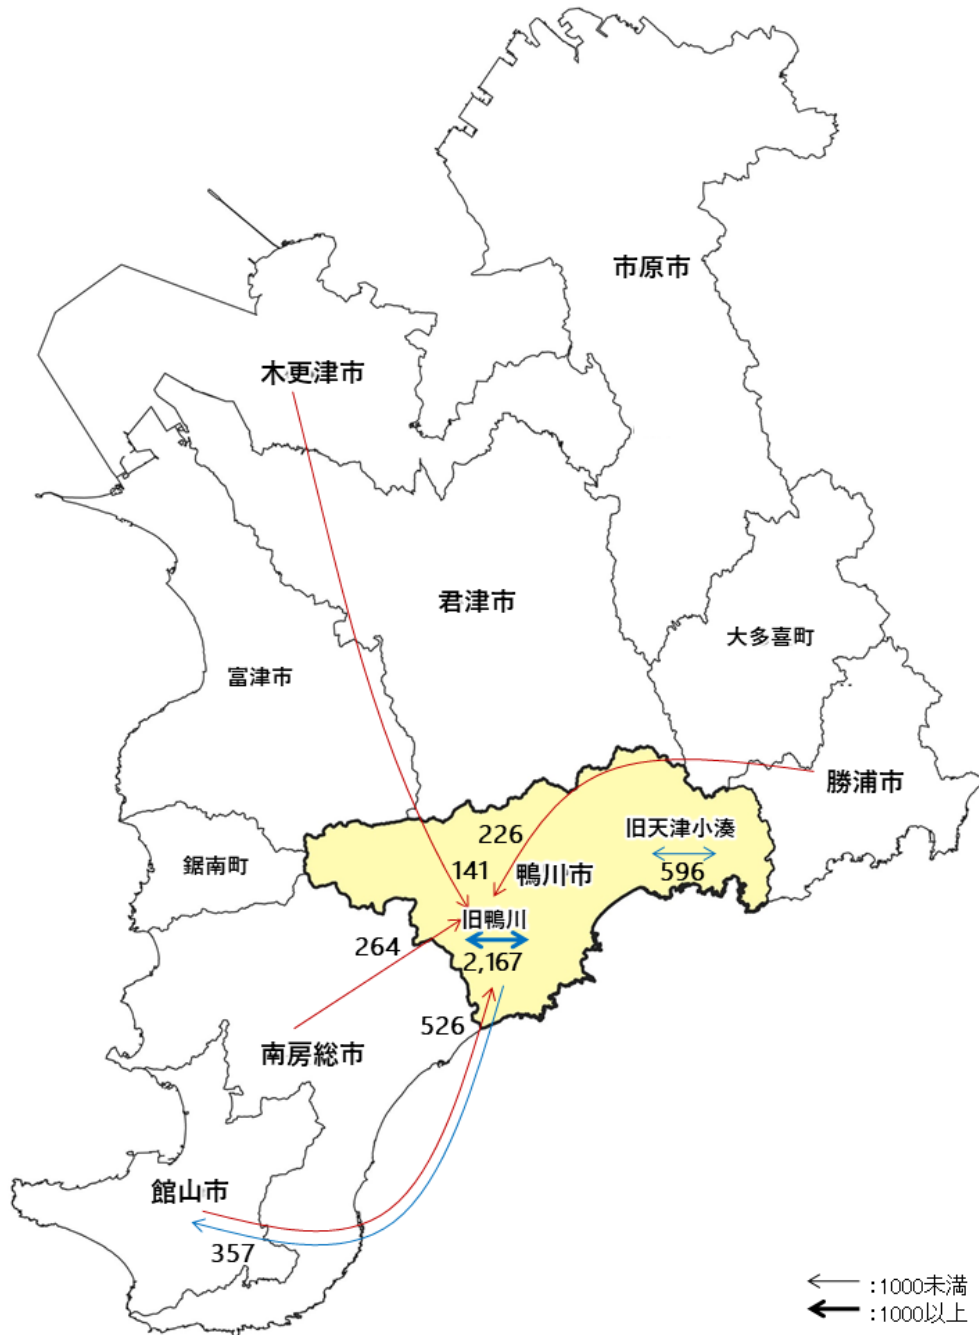 市原市
木更津市
君津市
大多喜町
富津市
勝浦市
旧天津小湊
596
226
鋸南町
141
鴨川市
旧鴨川
2,167
264
526
南房総市
館山市
357
:1000未満
:1000以上